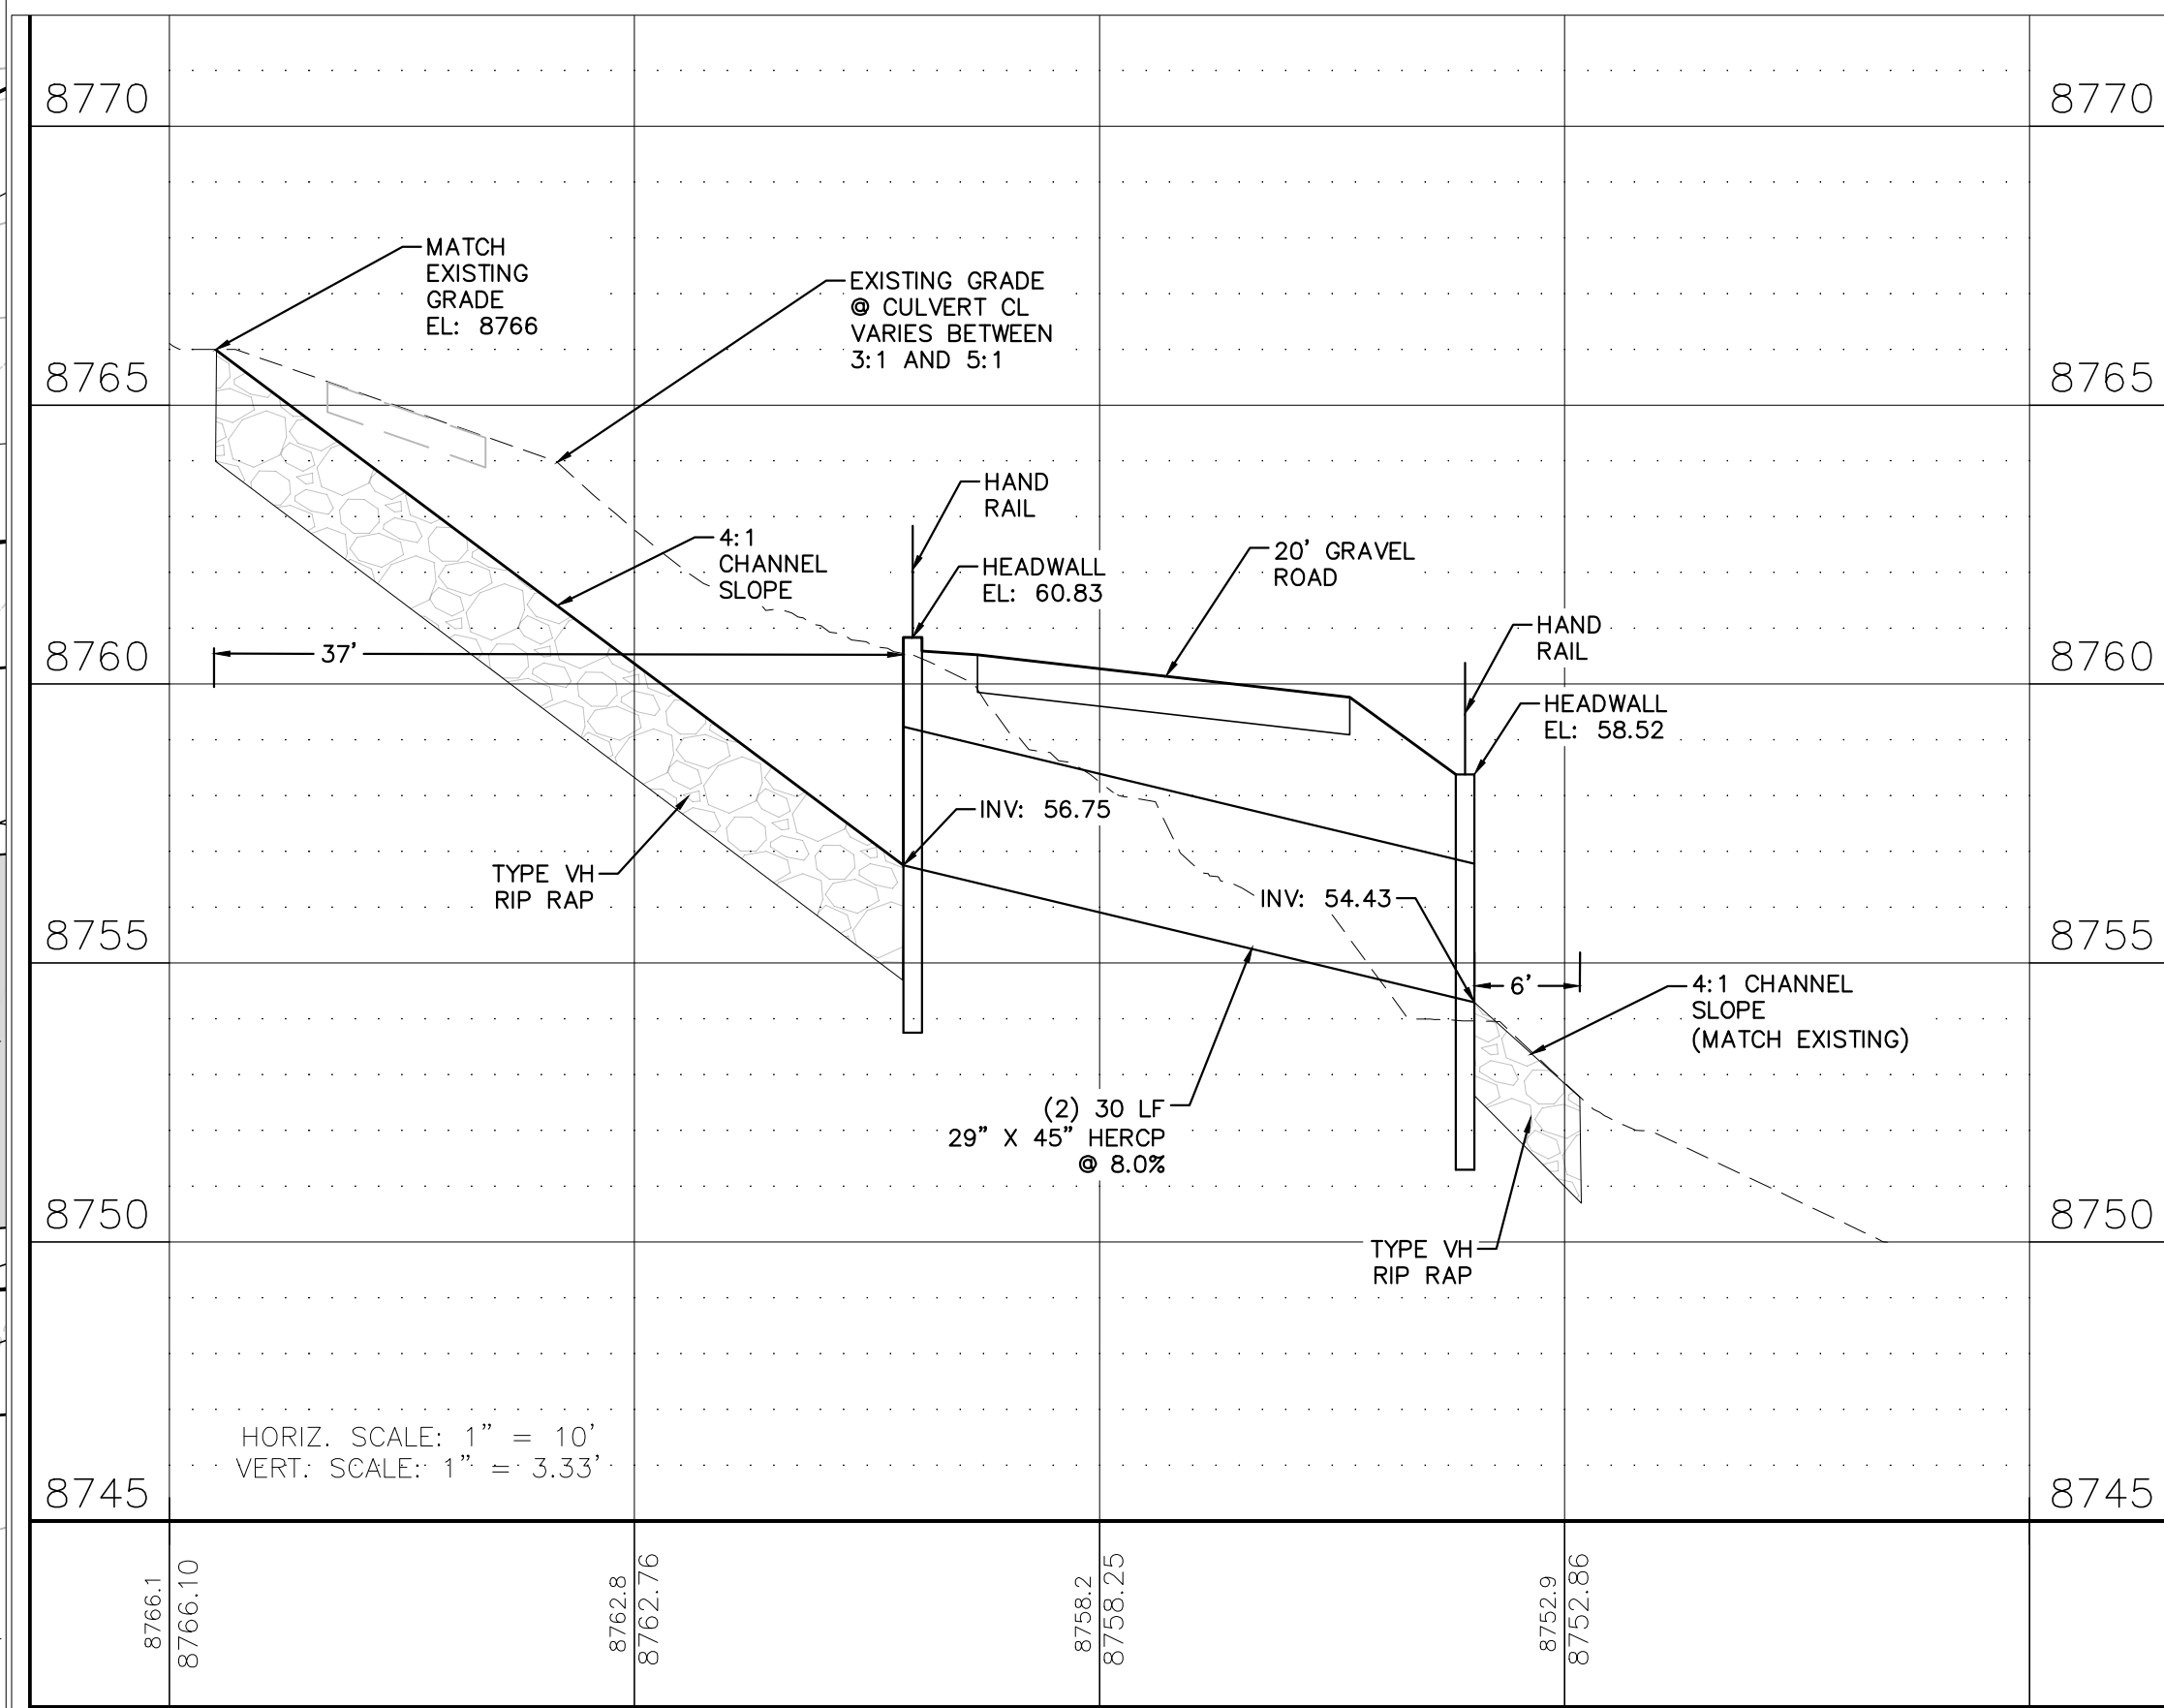 8770
8770
MATCH
EXISTING
GRADE
EL: 8766
EXISTING GRADE
@ CULVERT CL
VARIES BETWEEN
3:1 AND 5:1
8765
8765
HAND
RAIL
4:1
CHANNEL
SLOPE
HEADWALL
EL: 60.83
20' GRAVEL
ROAD
HAND
RAIL
8760
37'
8760
HEADWALL
EL: 58.52
INV: 56.75
TYPE VH
RIP RAP
INV: 54.43
8755
8755
6'
4:1 CHANNEL
SLOPE
(MATCH EXISTING)
(2) 30 LF
29" X 45" HERCP
@ 8.0%
8750
8750
TYPE VH
RIP RAP
HORIZ. SCALE: 1" = 10'
VERT. SCALE: 1" = 3.33'
8745
8745
8766.1
8766.10
8762.8
8762.76
8758.2
8758.25
8752.9
8752.86